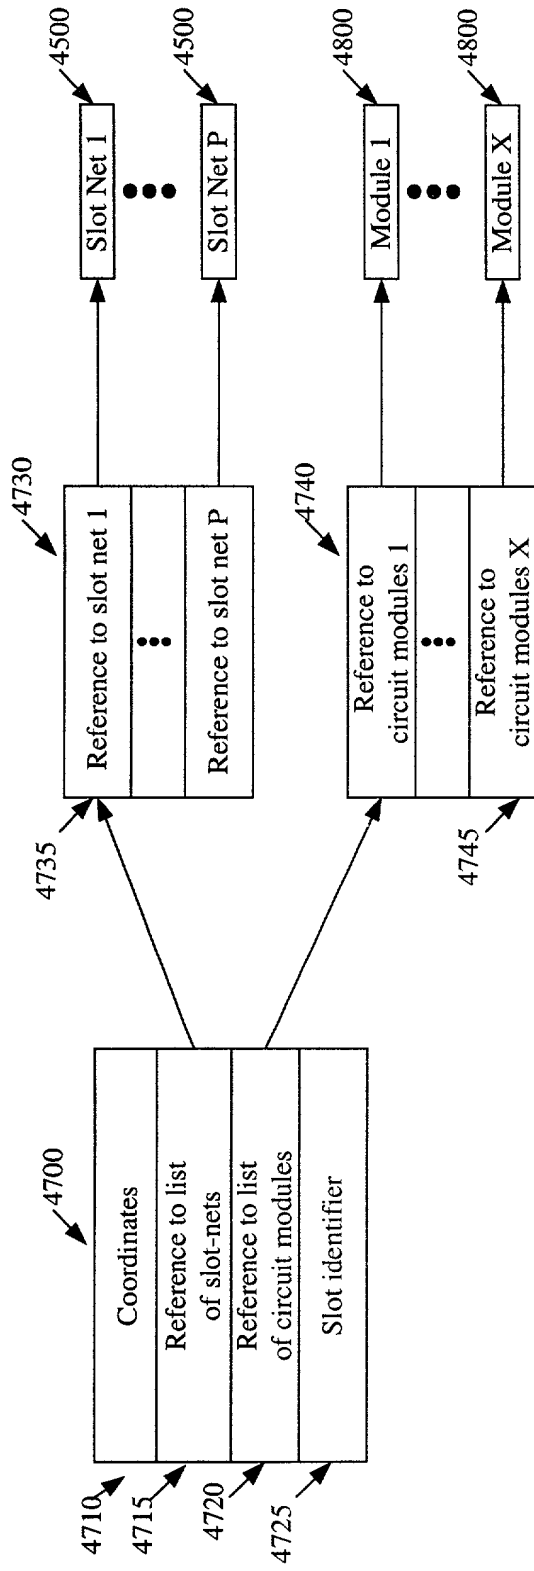 4700
4710
Coordinates
4715
Reference to list
of slot-nets
4720
Reference to list
of circuit modules
4725
Slot identifier
4730
4735
Reference to slot net 1
Reference to slot net P
4740
Reference to
circuit modules 1
Reference to
circuit modules X
4745
4500
Slot Net 1
4500
Slot Net P
4800
Module 1
4800
Module X